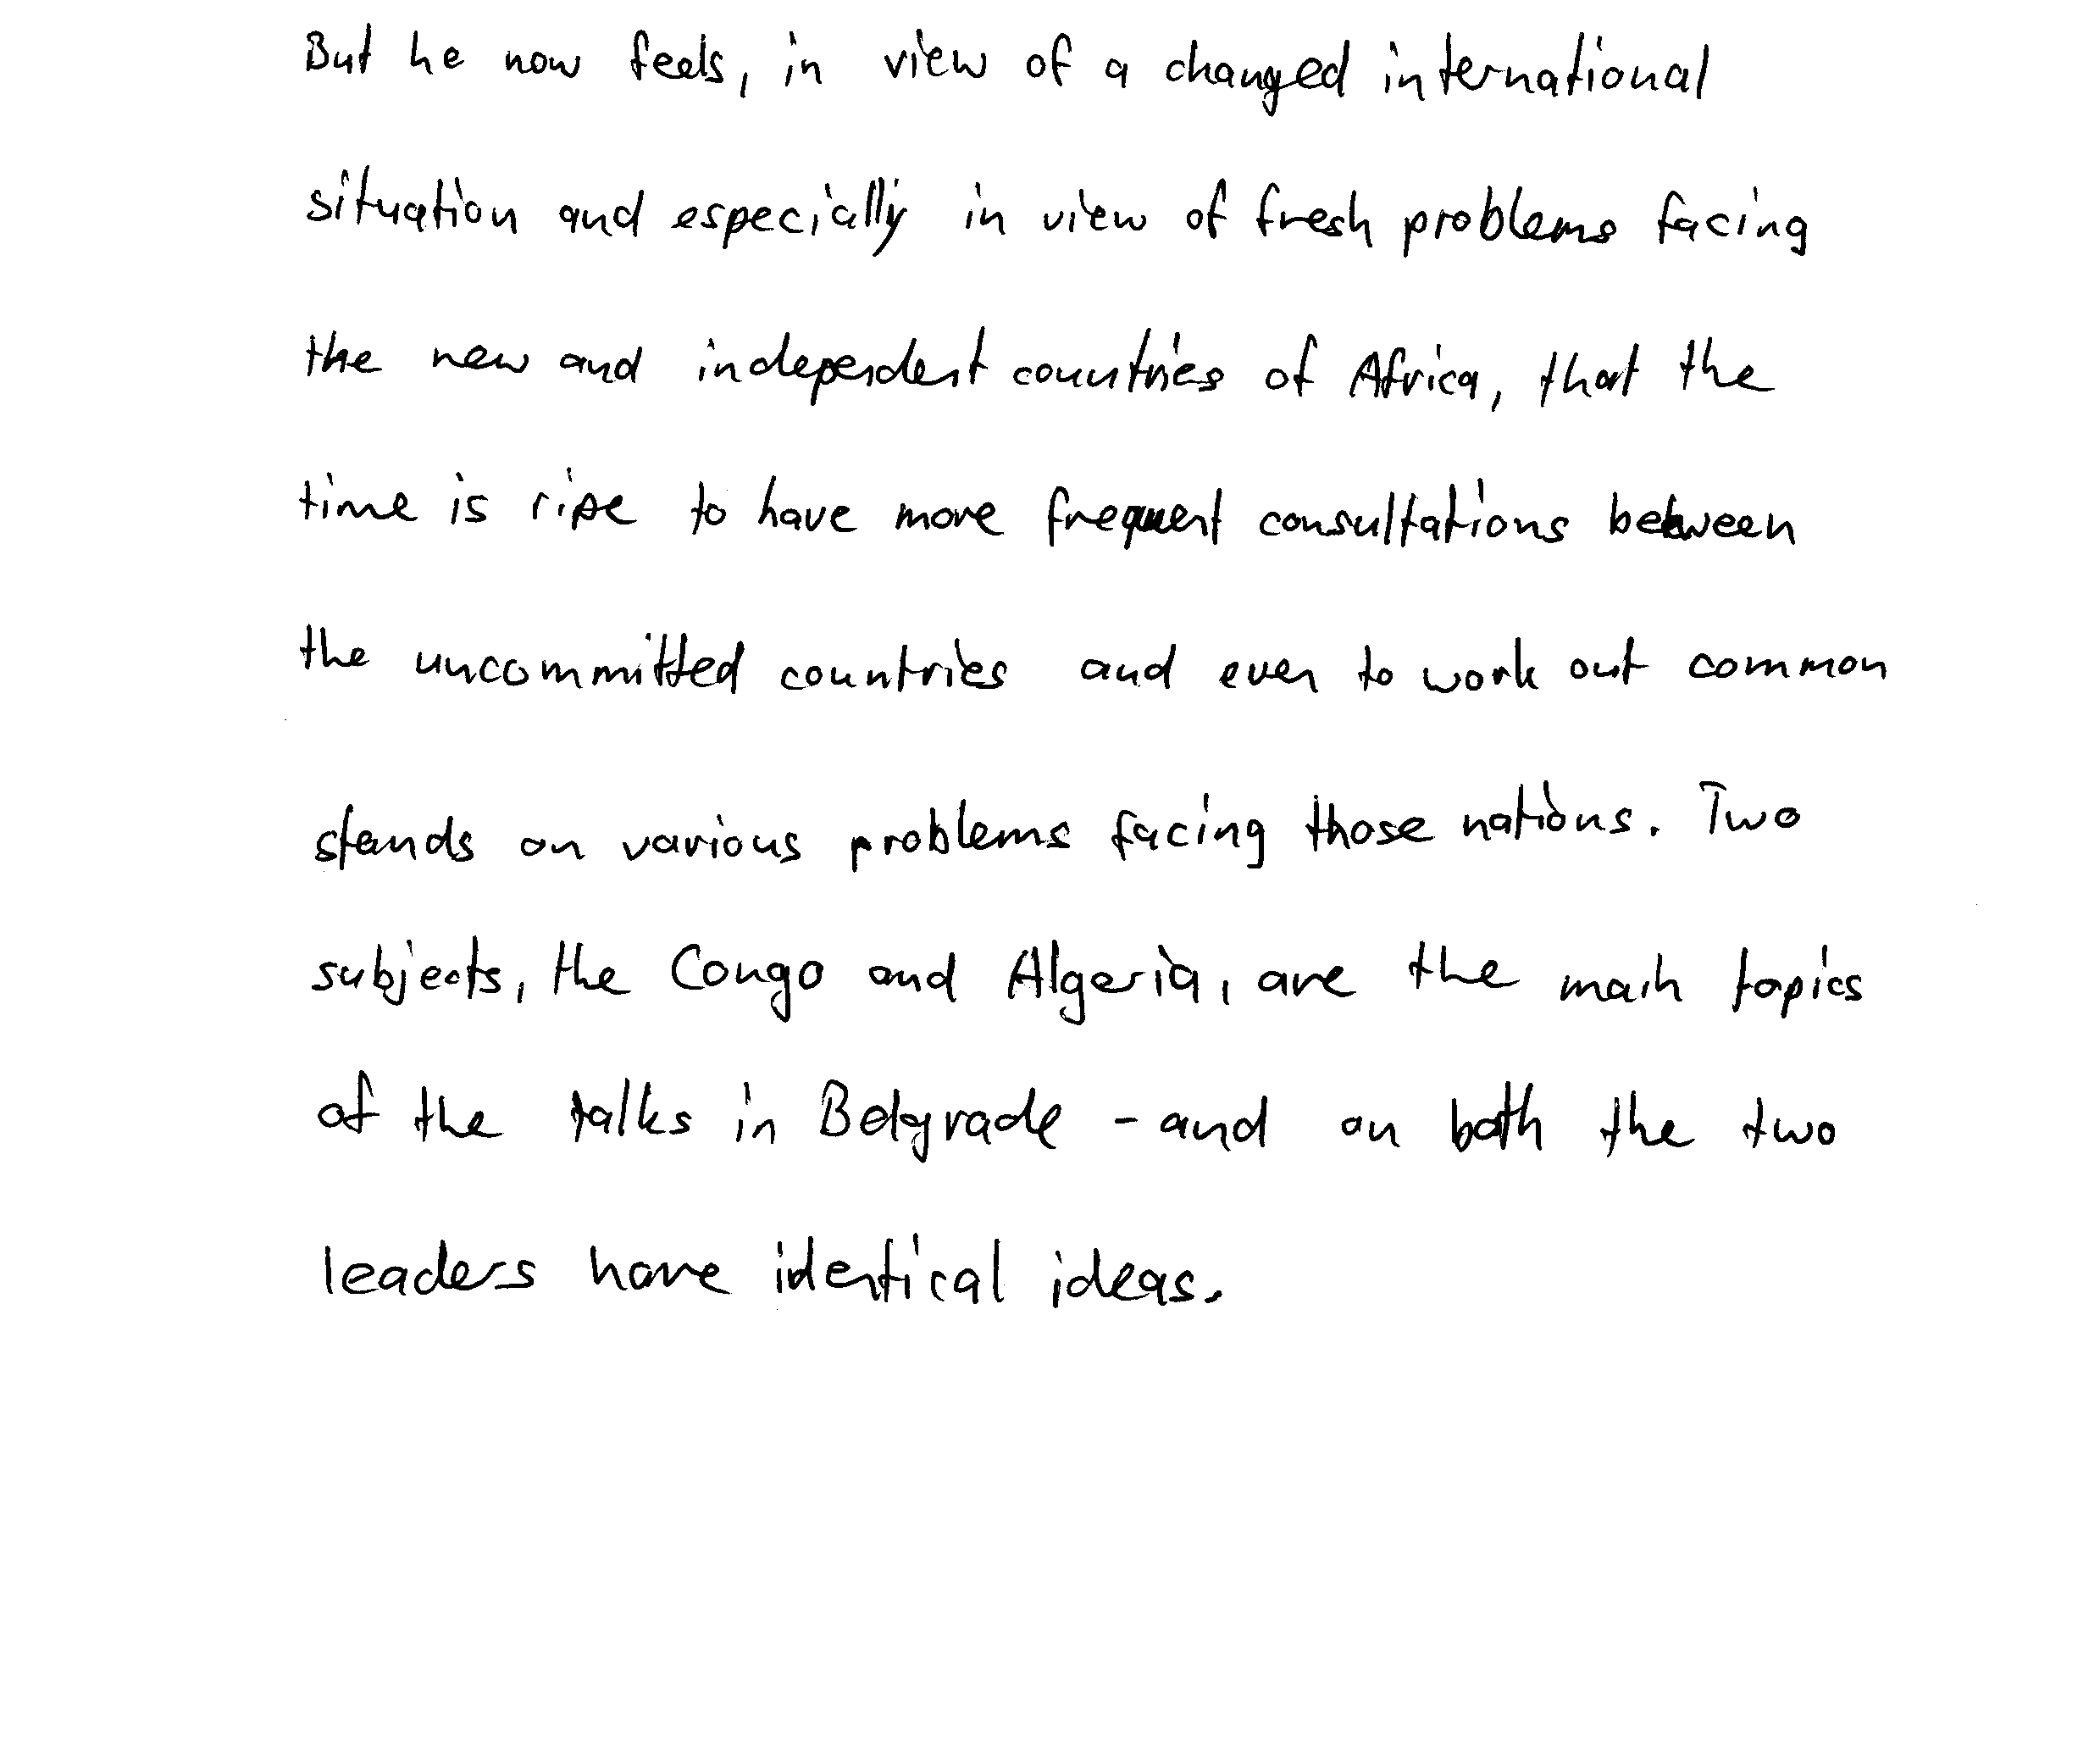 But he now feels, in view of a changed international
situation and especially in view of fresh problems facing
the new and independent countries of Africa, that the
time is ripe to have more frequent consultations between
the uncommitted countries and even to work out common
stands on various problems facing those nations. Two
subjects, the Congo and Algeria, are the main topics
of the talks in Belgrade - and on both the two
leaders have identical ideas.